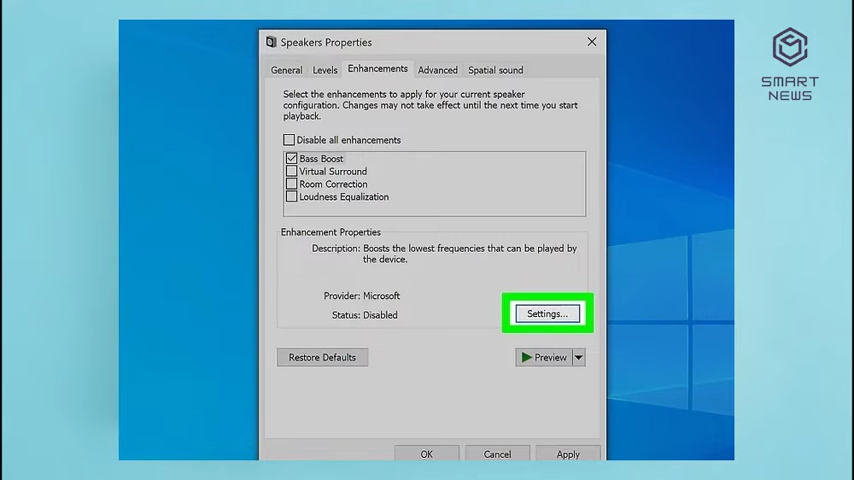 Speakers Properties
General Levels Enhancements Advanced Spatial sound
Select the enhancements to apply for your current speaker
configuration. Changes may not take effect until the next time you start
playback.
Disable all enhancements
Bass Boost
Virtual Surround
Room Correction
Loudness Equalization
Enhancement Properties
Description: Boosts the lowest frequencies that can be played by
the device.
Provider: Microsoft
Status: Disabled
Settings...
Restore Defaults
Preview
OK Cancel Apply
SMART
NEWS